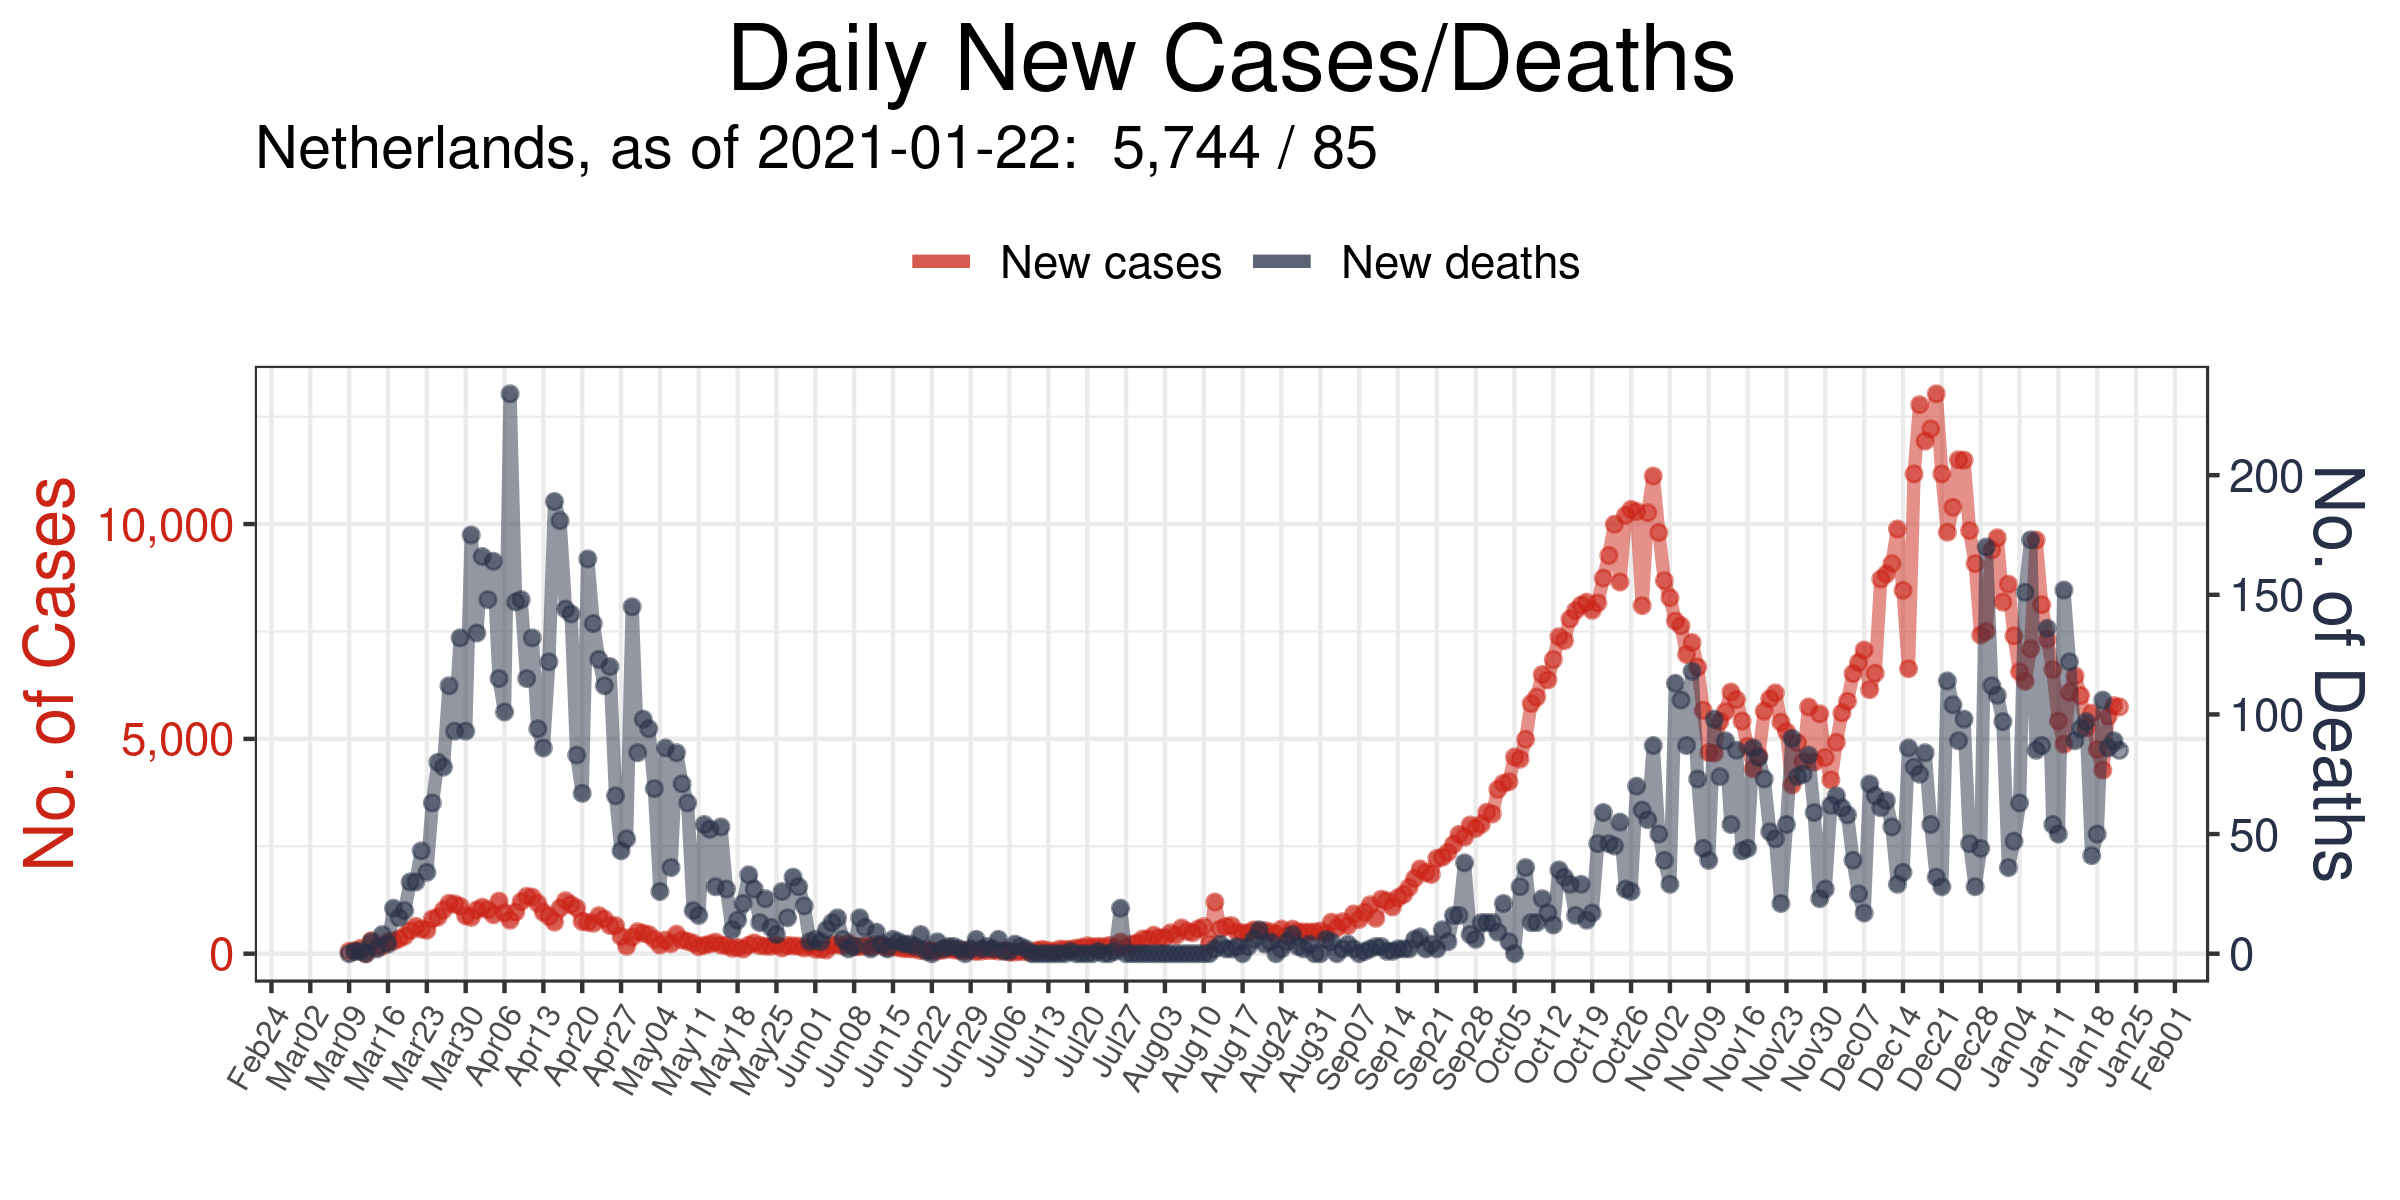 Daily New Cases/Deaths
Netherlands, as of 2021-01-22:  5,744 / 85
New cases
New deaths
No. of Cases
10,000
5,000
0
200
150
100
50
0
No. of Deaths
Feb24
Mar02
Mar09
Mar16
Mar23
Mar30
Apr06
Apr13
Apr20
Apr27
May04
May11
May18
May25
Jun01
Jun08
Jun15
Jun22
Jun29
Jul06
Jul13
Jul20
Jul27
Aug03
Aug10
Aug17
Aug24
Aug31
Sep07
Sep14
Sep21
Sep28
Oct05
Oct12
Oct19
Oct26
Nov02
Nov09
Nov16
Nov23
Nov30
Dec07
Dec14
Dec21
Dec28
Jan04
Jan11
Jan18
Jan25
Feb01